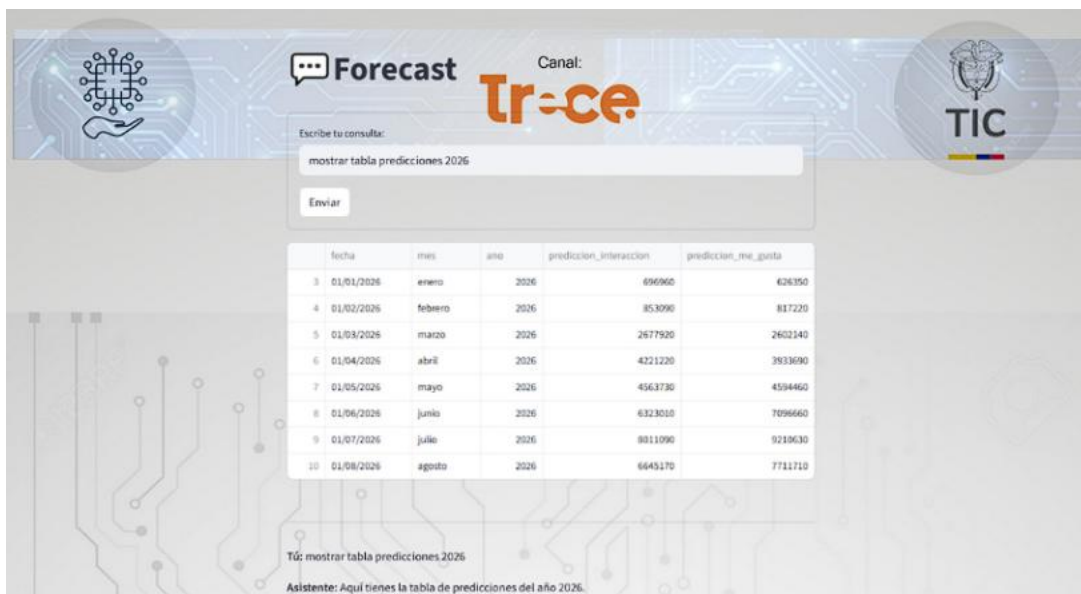 Forecast
Canal:
Trece
TIC
Escribe tu consulta:
mostrar tabla predicciones 2026
Enviar
fecha mes ano prediccion_interaccion prediccion_me_gusta
3 01/01/2026 enero 2026 696960 626350
4 01/02/2026 febrero 2026 853090 817220
5 01/03/2026 marzo 2026 2677920 2602140
6 01/04/2026 abril 2026 4221220 3933690
7 01/05/2026 mayo 2026 4563730 4594460
8 01/06/2026 junio 2026 6323010 7096660
9 01/07/2026 julio 2026 9218630
10 01/08/2026 agosto 2026 6645170 7711710
Tú: mostrar tabla predicciones 2026
Asistente: Aquí tienes la tabla de predicciones del año 2026.